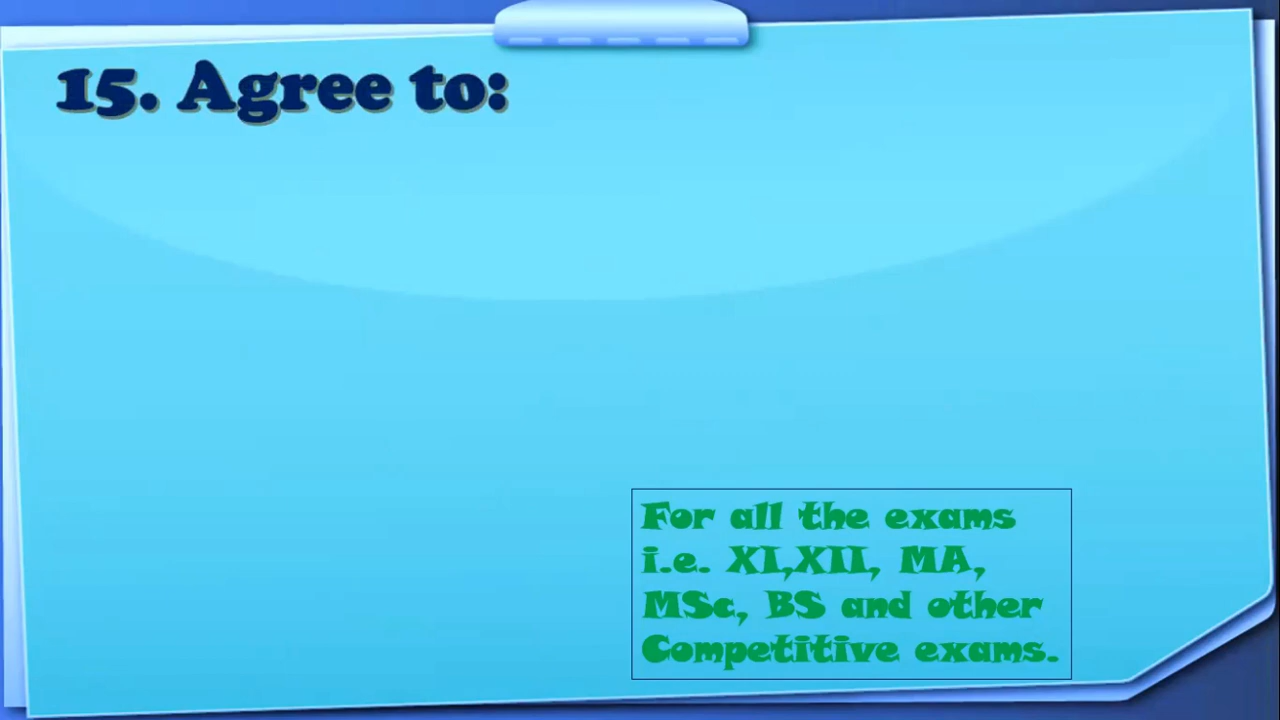 15. Agree to:
For all the exams
i.e. XI,XII, MA,
MSc, BS and other
Competitive exams.